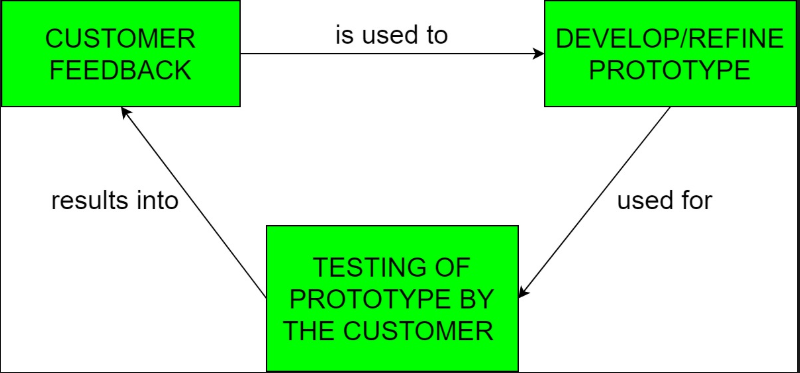 CUSTOMER
FEEDBACK
is used to
DEVELOP/REFINE
PROTOTYPE
results into
used for
TESTING OF
PROTOTYPE BY
THE CUSTOMER